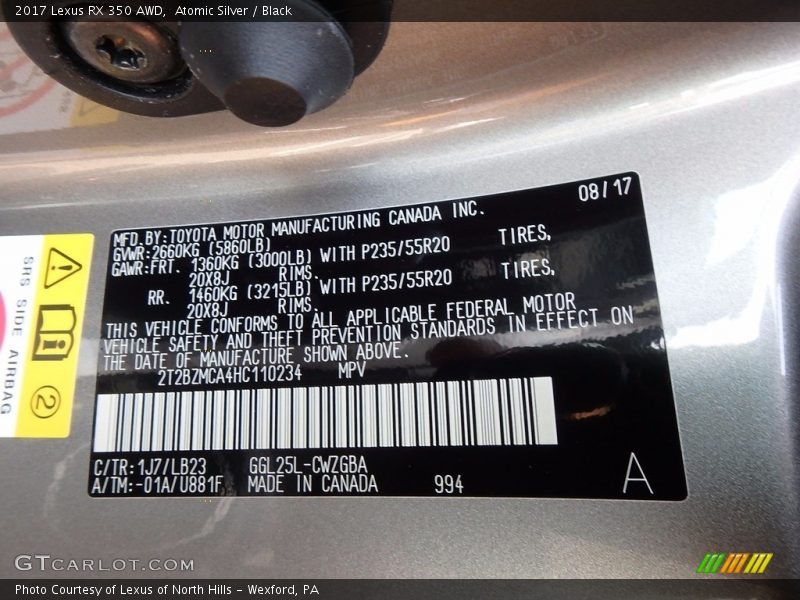 2017 Lexus RX 350 AWD,  Atomic Silver / Black
08/17
MFD.BY:TOYOTA MOTOR MANUFACTURING CANADA INC.
GVWR:2660KG (5860LB)
GAWR:FRT. 1360KG (3000LB) WITH P235/55R20 TIRES,
20X8J RIMS.
RR. 1460KG (3215LB) WITH P235/55R20 TIRES,
20X8J RIMS.
THIS VEHICLE CONFORMS TO ALL APPLICABLE FEDERAL MOTOR
VEHICLE SAFETY AND THEFT PREVENTION STANDARDS IN EFFECT ON
THE DATE OF MANUFACTURE SHOWN ABOVE.
2T2BZMCA4HC110234 MPV
C/TR:1J7/LB23 GGL25L-CWZGBA
A/TM:-01A/U881F MADE IN CANADA 994
A
SRS SIDE AIRBAG
2
GTCARLOT.COM
Photo Courtesy of Lexus of North Hills - Wexford, PA